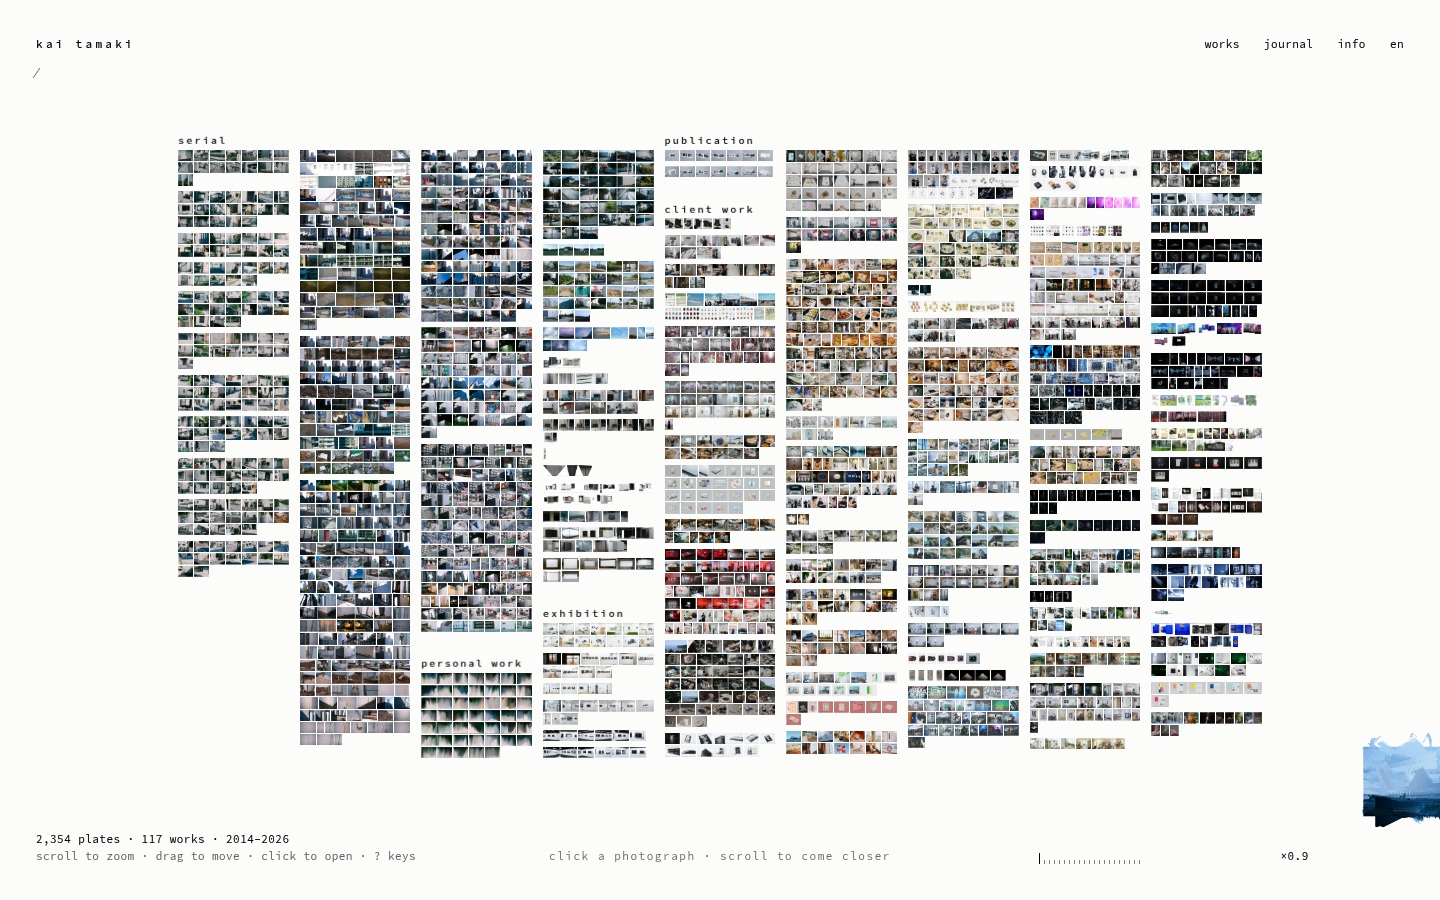 kai tamaki
works journal info en
/
serial
publication
client work
exhibition
personal work
2,354 plates · 117 works · 2014–2026
scroll to zoom · drag to move · click to open · ? keys
click a photograph · scroll to come closer
×0.9